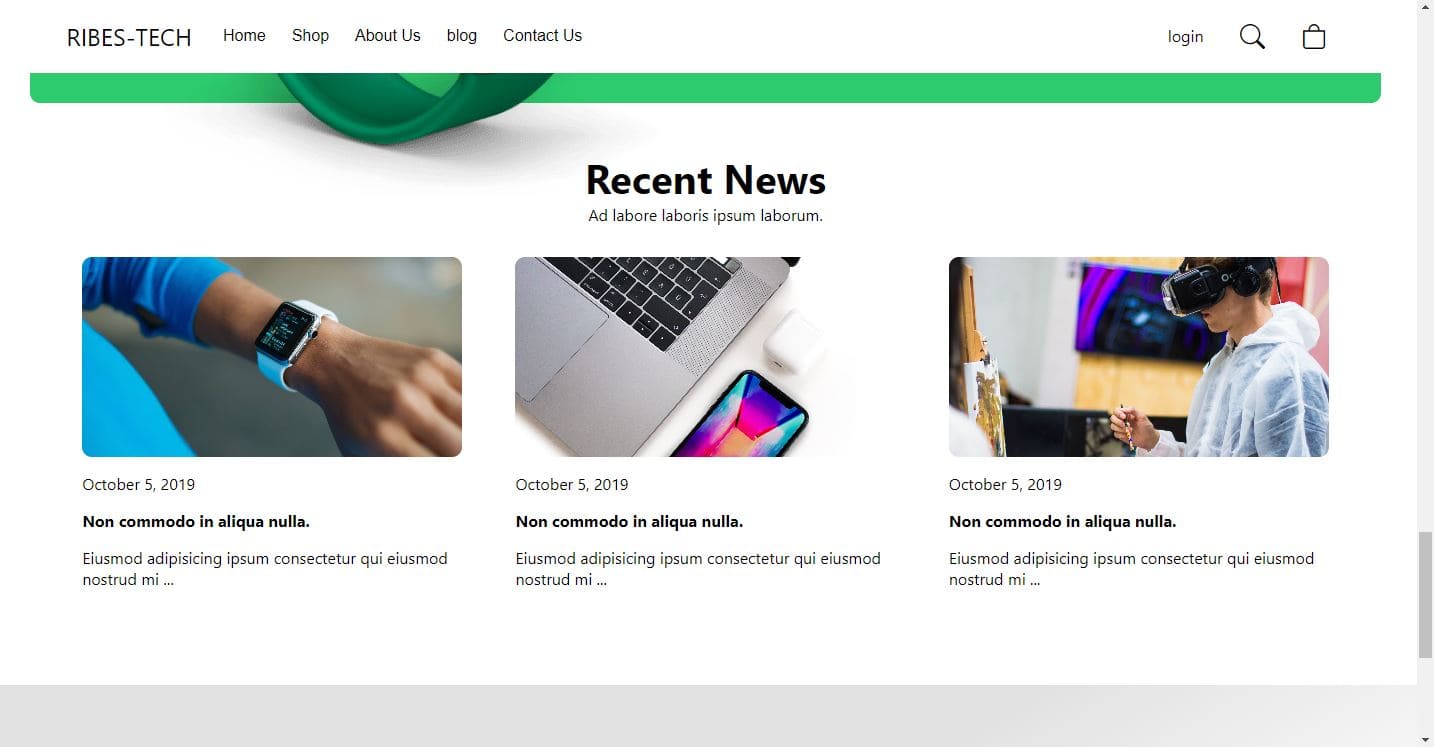 RIBES-TECH Home Shop About Us blog Contact Us login
Recent News
Ad labore laboris ipsum laborum.
October 5, 2019
Non commodo in aliqua nulla.
Eiusmod adipisicing ipsum consectetur qui eiusmod
nostrud mi ...
October 5, 2019
Non commodo in aliqua nulla.
Eiusmod adipisicing ipsum consectetur qui eiusmod
nostrud mi ...
October 5, 2019
Non commodo in aliqua nulla.
Eiusmod adipisicing ipsum consectetur qui eiusmod
nostrud mi ...